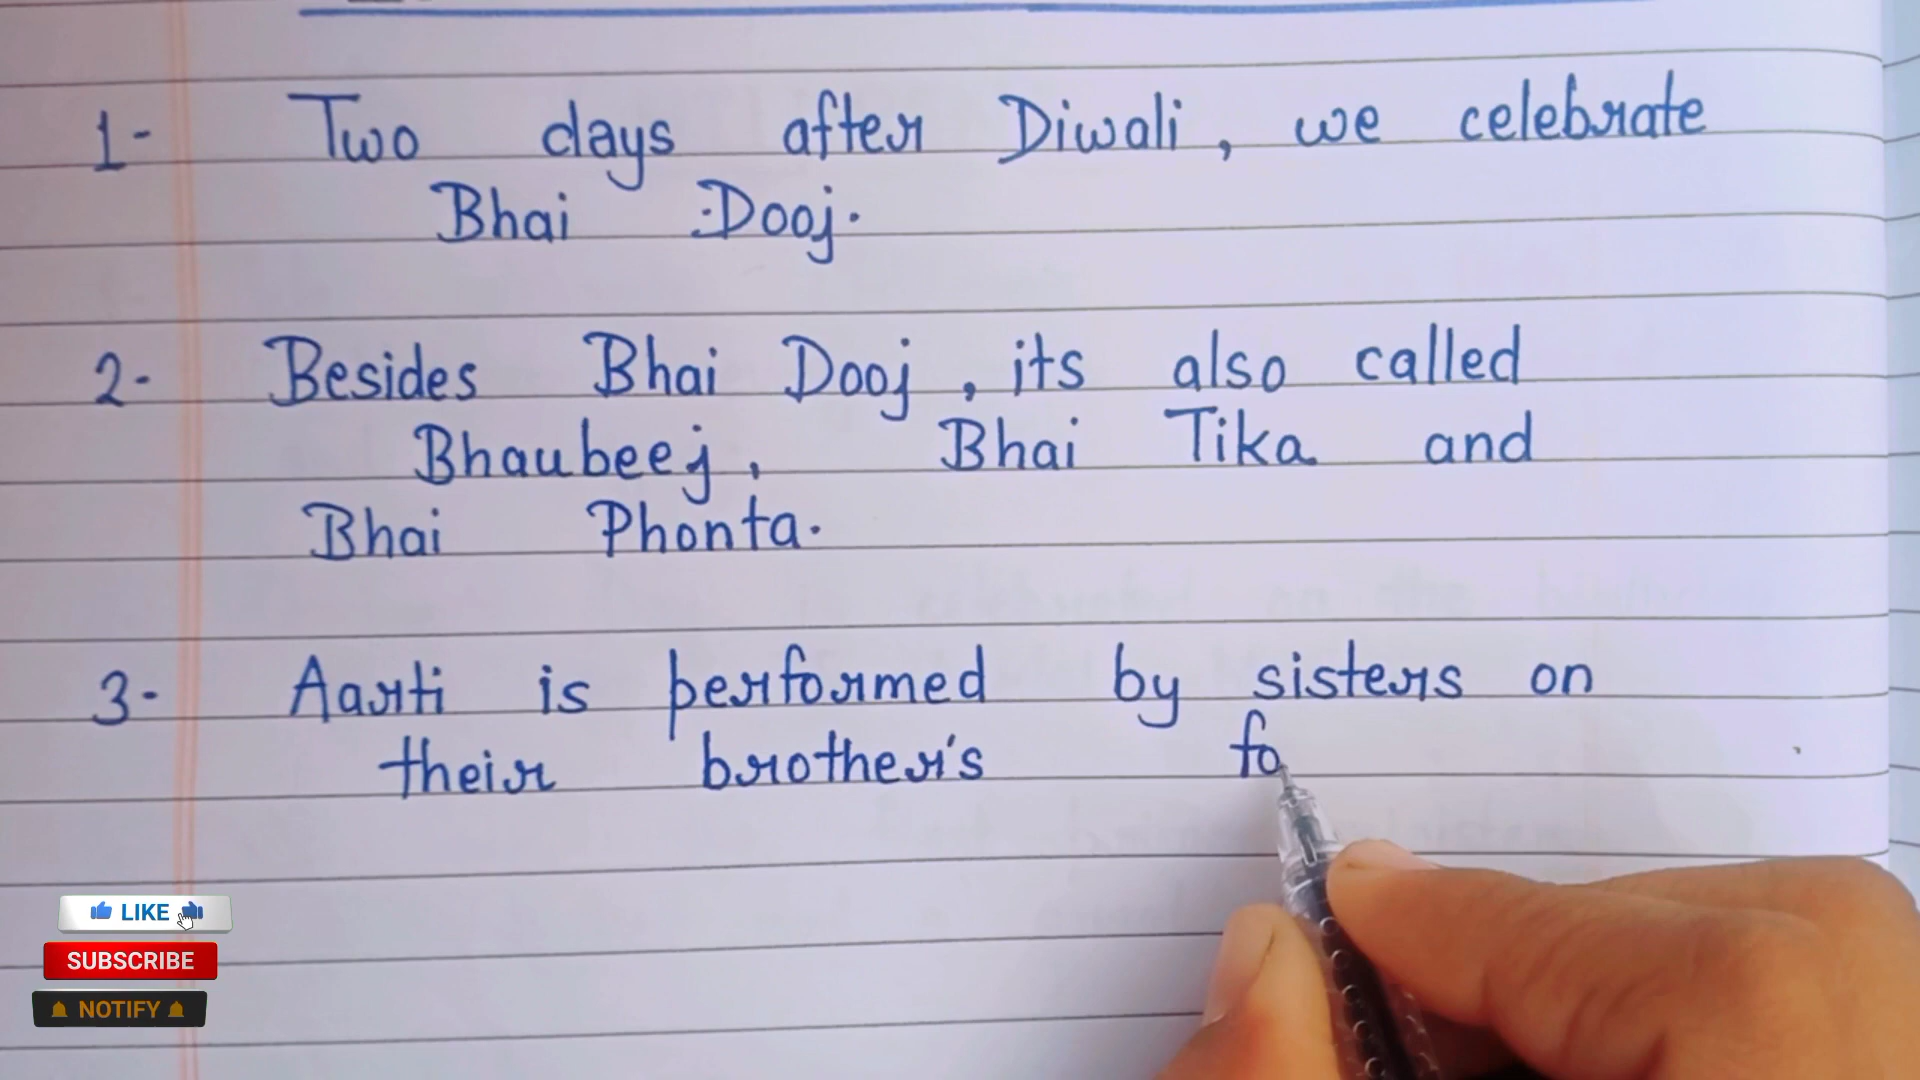 1- Two days after Diwali, we celebrate
Bhai Dooj.
2- Besides Bhai Dooj, its also called
Bhaubeej, Bhai Tika and
Bhai Phonta.
3- Aarti is performed by sisters on
their brother's fo
LIKE
SUBSCRIBE
NOTIFY